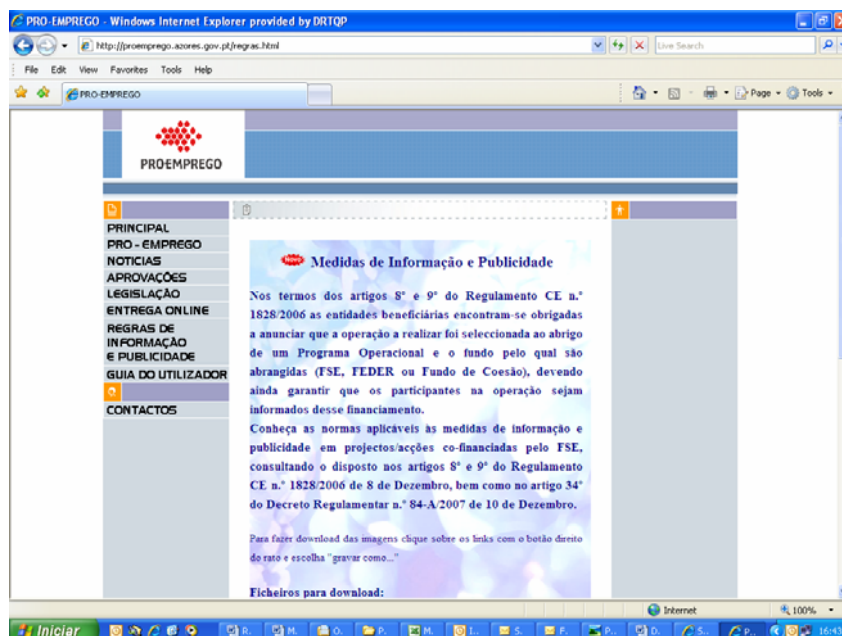 PRO-EMPREGO - Windows Internet Explorer provided by DRTQP
http://proemprego.azores.gov.pt/regras.html
Live Search
File Edit View Favorites Tools Help
PRO-EMPREGO
Page Tools
PROEMPREGO
PRINCIPAL
PRO - EMPREGO
NOTICIAS
APROVAÇÕES
LEGISLAÇÃO
ENTREGA ONLINE
REGRAS DE
INFORMAÇÃO
E PUBLICIDADE
GUIA DO UTILIZADOR
CONTACTOS
Novo Medidas de Informação e Publicidade
Nos termos dos artigos 8º e 9º do Regulamento CE n.º
1828/2006 as entidades beneficiárias encontram-se obrigadas
a anunciar que a operação a realizar foi seleccionada ao abrigo
de um Programa Operacional e o fundo pelo qual são
abrangidas (FSE, FEDER ou Fundo de Coesão), devendo
ainda garantir que os participantes na operação sejam
informados desse financiamento.
Conheça as normas aplicáveis às medidas de informação e
publicidade em projectos/acções co-financiadas pelo FSE,
consultando o disposto nos artigos 8º e 9º do Regulamento
CE n.º 1828/2006 de 8 de Dezembro, bem como no artigo 34º
do Decreto Regulamentar n.º 84-A/2007 de 10 de Dezembro.
Para fazer download das imagens clique sobre os links com o botão direito
do rato e escolha "gravar como..."
Ficheiros para download:
Internet 100%
Iniciar R. M. O. P. M. I.. S. F. P.. D. S.. P.. 16:43